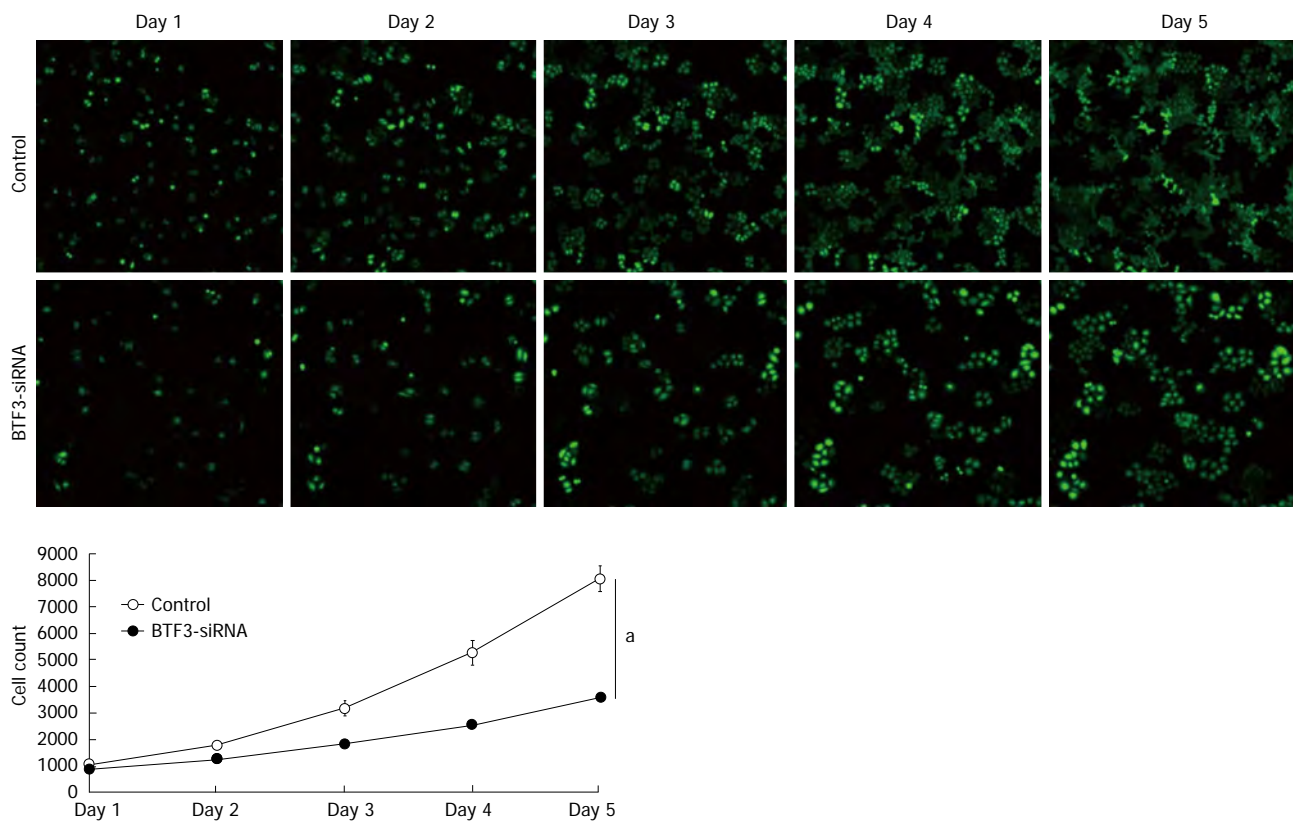 Day 1 Day 2 Day 3 Day 4 Day 5
Control
BTF3-siRNA
9000
8000
7000
6000
5000
4000
3000
2000
1000
0
Cell count
Control
BTF3-siRNA
a
Day 1 Day 2 Day 3 Day 4 Day 5